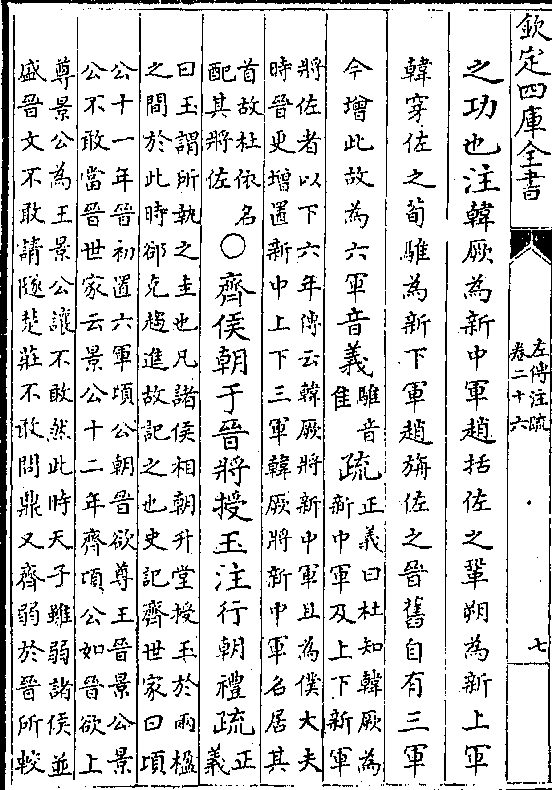 欽定四庫全書
左傳注疏
卷二十六
七
之功也注韓厥為新中軍趙括佐之鞏朔為新上軍
韓穿佐之荀騅為新下軍趙旃佐之晉舊自有三軍
今增此故為六軍音義騅音
隹疏正義曰杜知韓厥為
新中軍及上下新軍
將佐者以下六年傳云韓厥將新中軍且為僕大夫
時晉更增置新中上下三軍韓厥將新中軍名居其
首故杜依名
配其將佐○齊侯朝于晉將授玉注行朝禮疏正
義
曰玉謂所執之圭也凡諸侯相朝升堂授玉於兩楹
之間於此時郤克趨進故記之也史記齊世家曰頃
公十一年晉初置六軍頃公朝晉欲尊王晉景公景
公不敢當晉世家云景公十二年齊頃公如晉欲上
尊景公為王景公讓不敢然此時天子雖弱諸侯並
盛晉文不敢請隧楚莊不敢問鼎又齊弱於晉所較